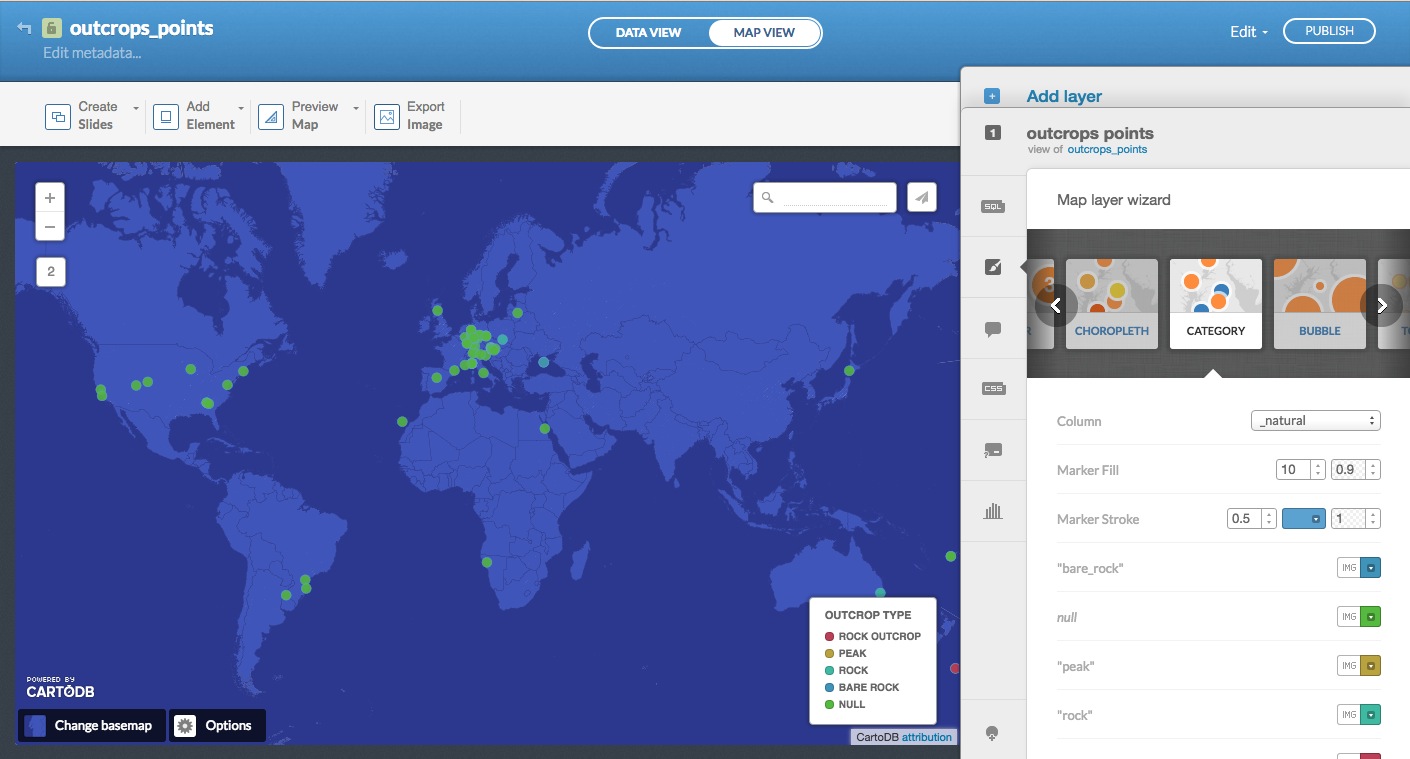 outcrops_points
Edit metadata...
DATA VIEW
MAP VIEW
Edit
PUBLISH
Create
Slides
Add
Element
Preview
Map
Export
Image
Add layer
1
outcrops points
view of outcrops_points
SQL
CSS
Map layer wizard
3
R
CHOROPLETH
CATEGORY
BUBBLE
Column
_natural
Marker Fill
10
0.9
Marker Stroke
0.5
1
"bare_rock"
IMG
null
IMG
"peak"
IMG
"rock"
IMG
+
−
2
OUTCROP TYPE
ROCK OUTCROP
PEAK
ROCK
BARE ROCK
NULL
POWERED BY
CARTODB
Change basemap
Options
CartoDB attribution